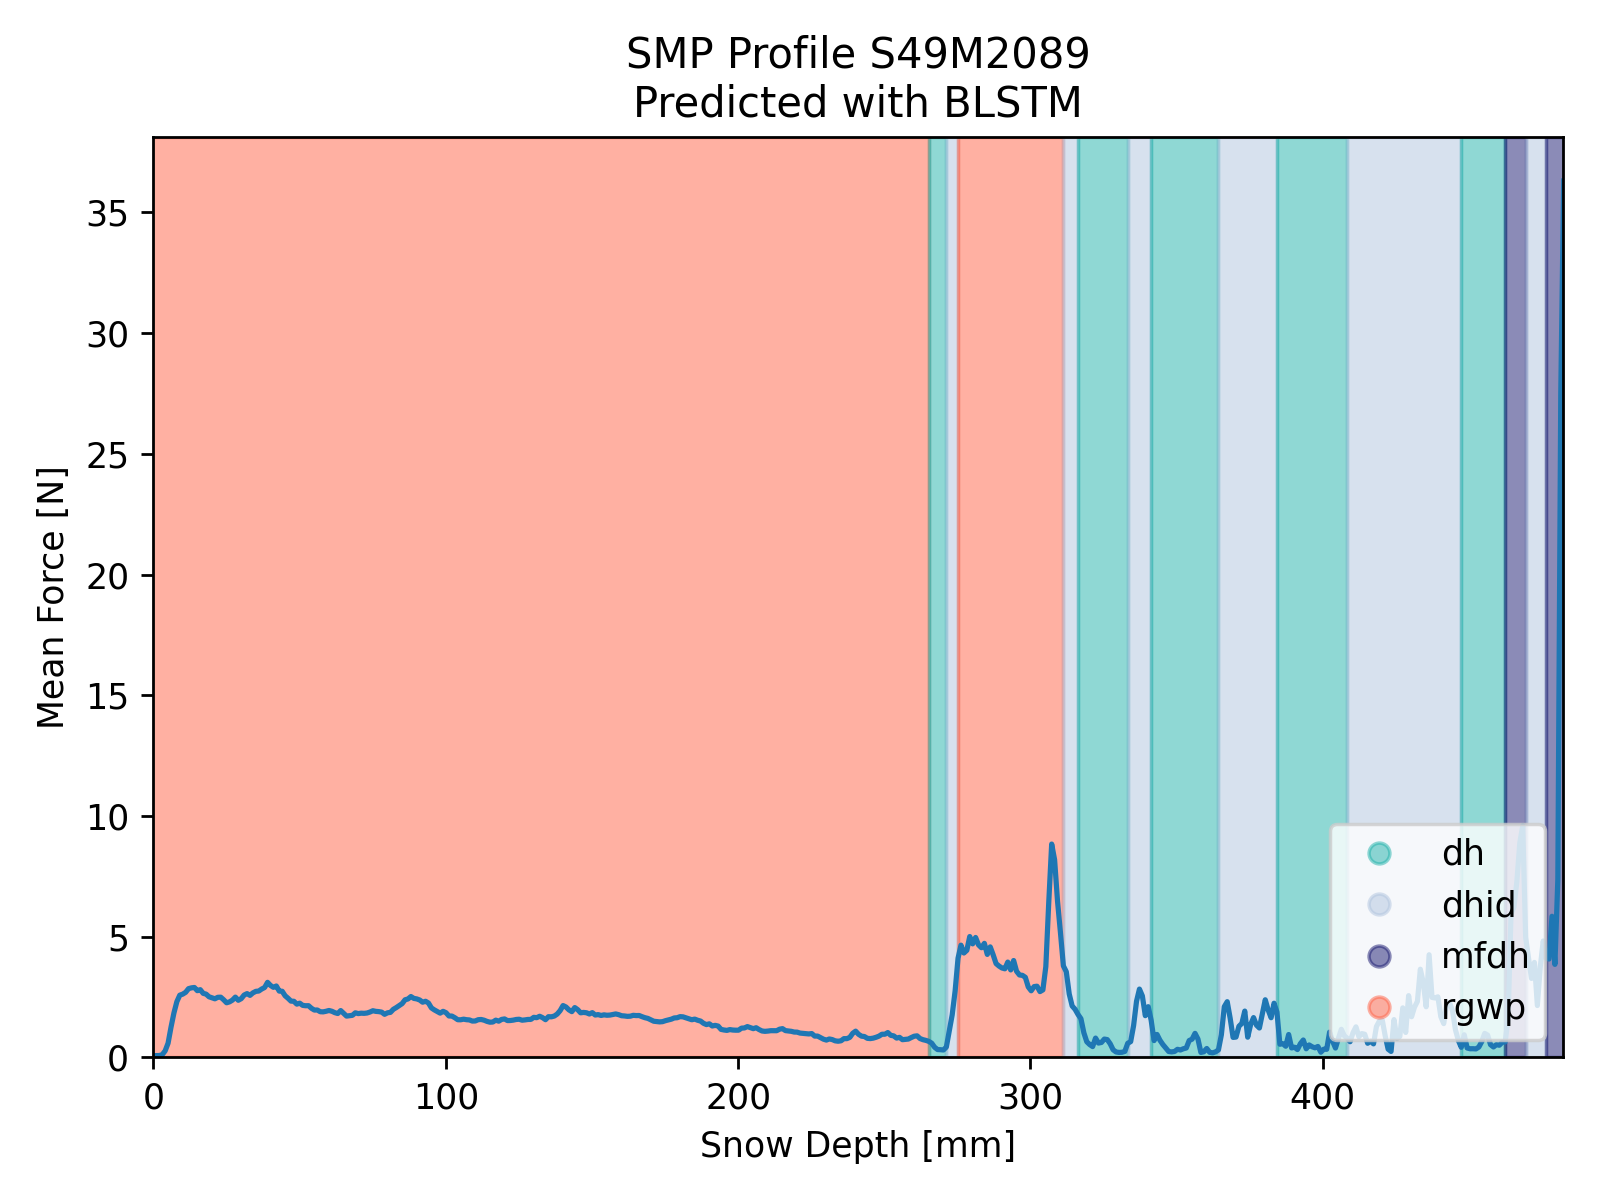 SMP Profile S49M2089
Predicted with BLSTM
Mean Force [N]
35
30
25
20
15
10
5
0
0 100 200 300 400
Snow Depth [mm]
dh
dhid
mfdh
rgwp